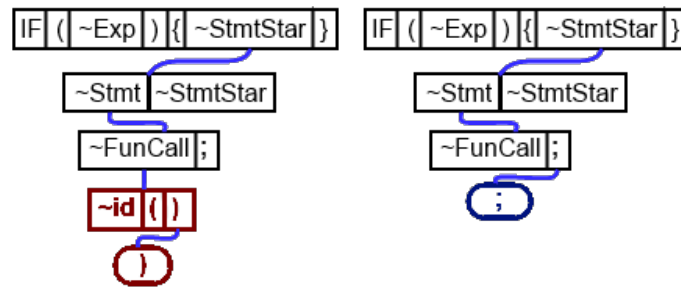 IF ( ~Exp ) { ~StmtStar } IF ( ~Exp ) { ~StmtStar }
~Stmt ~StmtStar ~Stmt ~StmtStar
~FunCall ; ~FunCall ;
~id ( ) ;
)